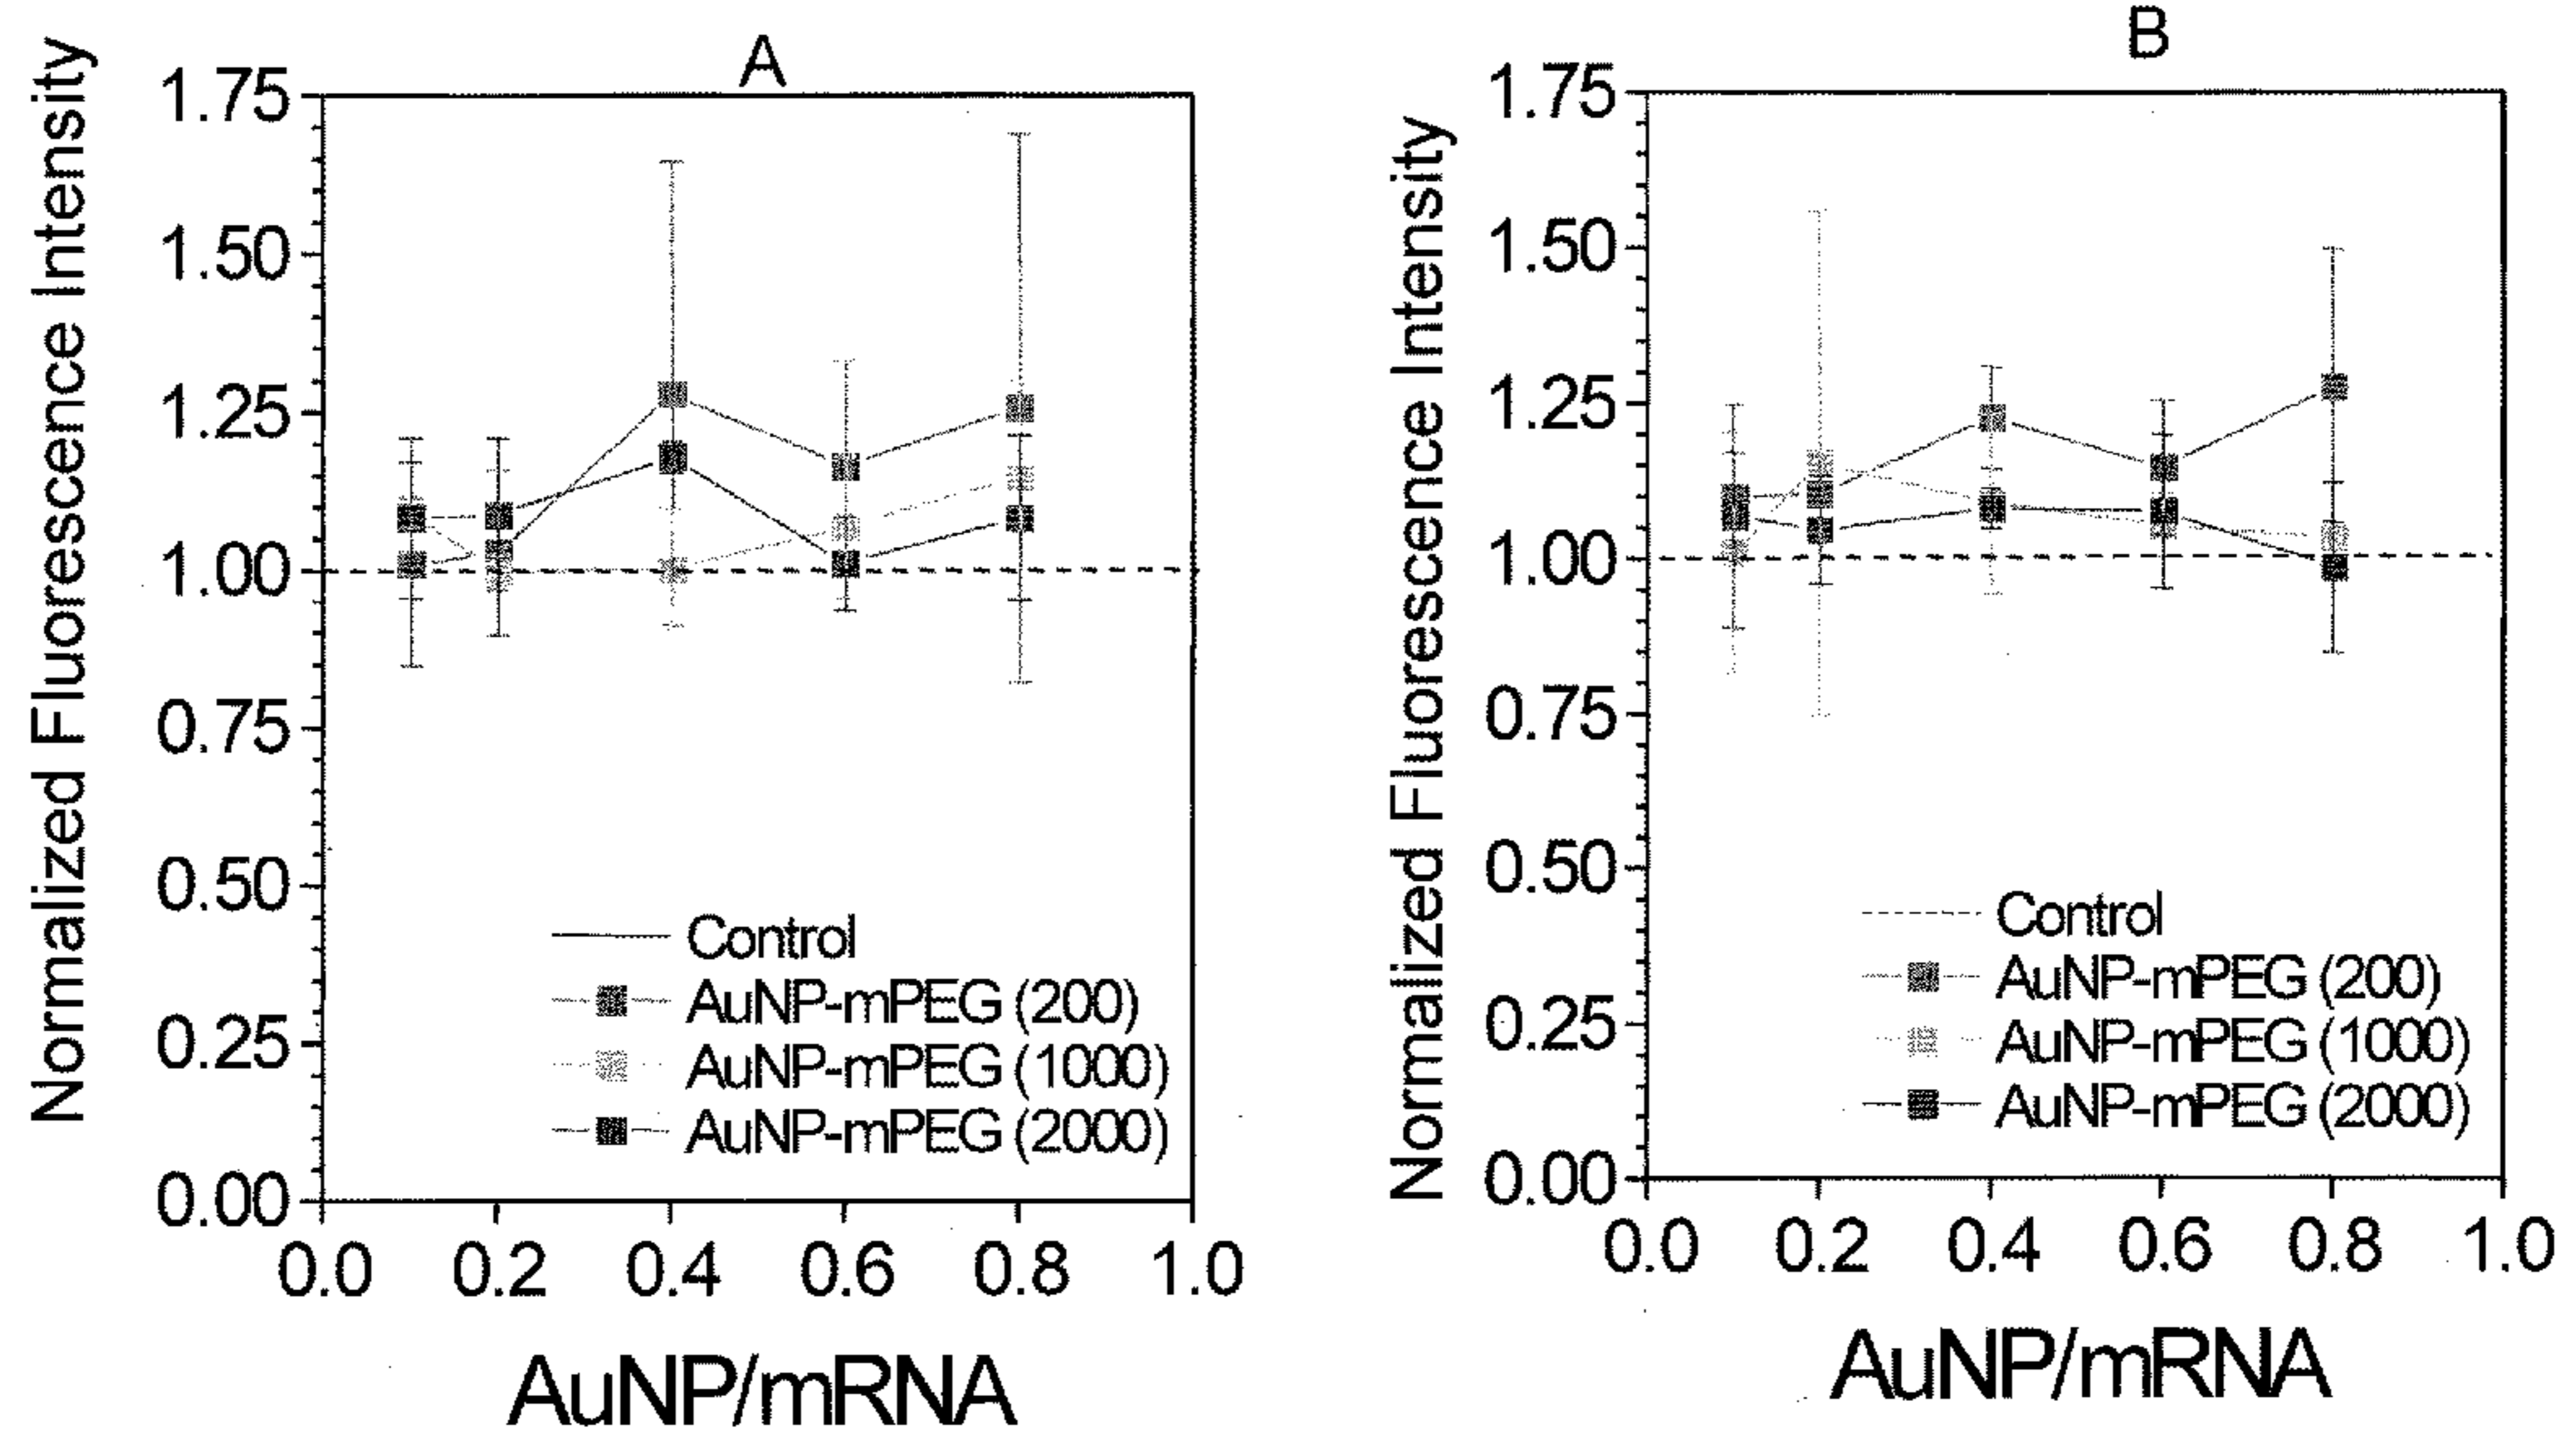 A
Normalized Fluorescence Intensity
1.75
1.50
1.25
1.00
0.75
0.50
0.25
0.00
Control
AuNP-mPEG (200)
AuNP-mPEG (1000)
AuNP-mPEG (2000)
0.0 0.2 0.4 0.6 0.8 1.0
AuNP/mRNA
B
Normalized Fluorescence Intensity
1.75
1.50
1.25
1.00
0.75
0.50
0.25
0.00
Control
AuNP-mPEG (200)
AuNP-mPEG (1000)
AuNP-mPEG (2000)
0.0 0.2 0.4 0.6 0.8 1.0
AuNP/mRNA